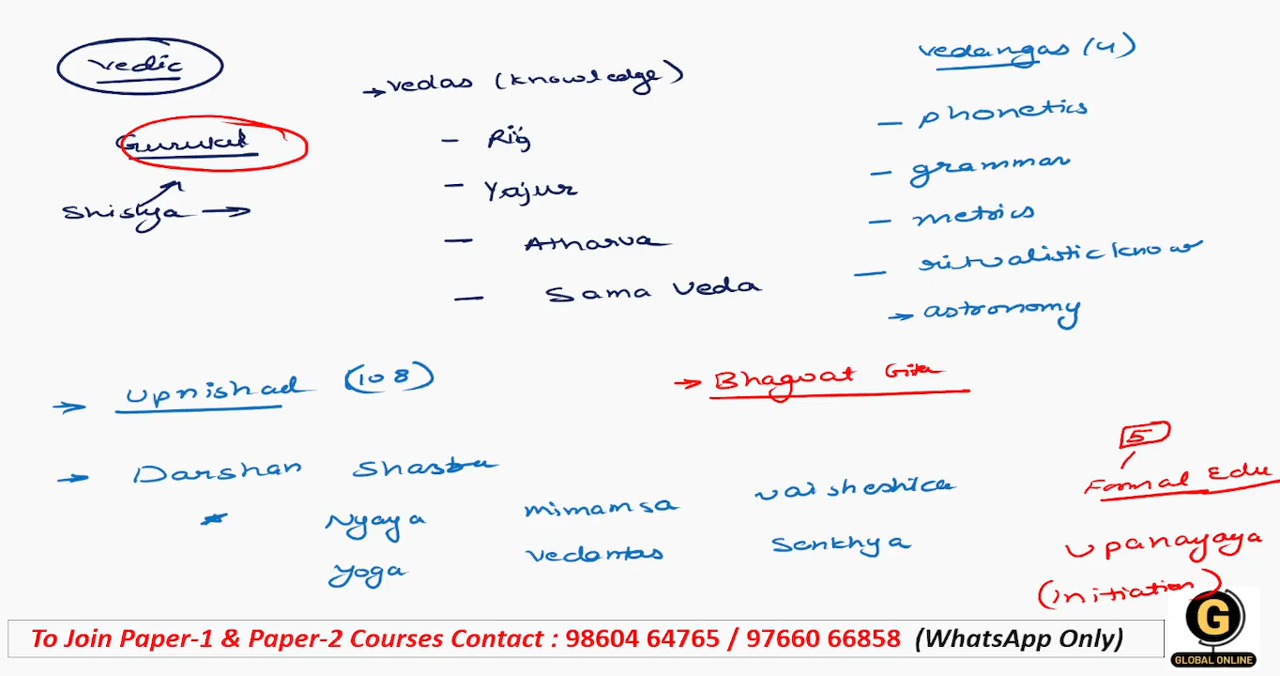 Vedic
Gurukul
Shishya →
→ Vedas (knowledge)
- Rig
- Yajur
- Atharva
- Sama Veda
Vedangas (4)
- phonetics
- grammar
- metrics
- ritualistic know
→ astronomy
→ Upnishad (108)
→ Bhagwat Gita
→ Darshan Shastra
Nyaya mimamsa vaisheshica
Yoga vedantas Sankhya
5
Formal Edu
Upanayaya
(initiation)
To Join Paper-1 & Paper-2 Courses Contact : 98604 64765 / 97660 66858 (WhatsApp Only)
G
GLOBAL ONLINE